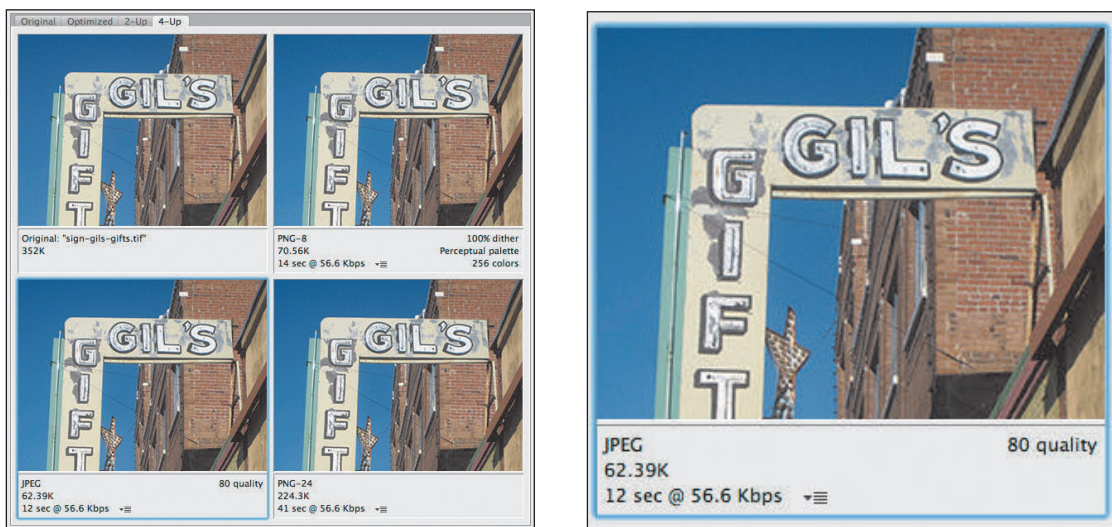 Original Optimized 2-Up 4-Up
GIL'S
GIFT
GIL'S
GIFT
Original: "sign-gils-gifts.tif"
352K
PNG-8 100% dither
70.56K Perceptual palette
14 sec @ 56.6 Kbps 256 colors
GIL'S
GIFT
GIL'S
GIFT
JPEG 80 quality
62.39K
12 sec @ 56.6 Kbps
PNG-24
224.3K
41 sec @ 56.6 Kbps
GIL'S
GIFT
JPEG 80 quality
62.39K
12 sec @ 56.6 Kbps